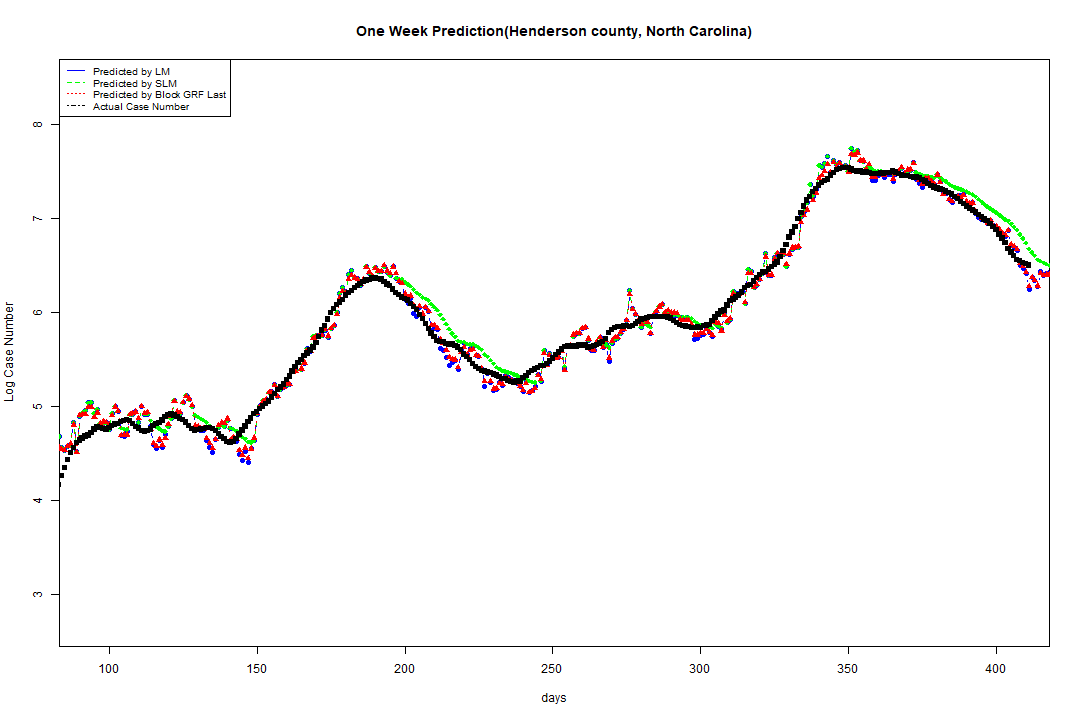 One Week Prediction(Henderson county, North Carolina)
Predicted by LM
Predicted by SLM
Predicted by Block GRF Last
Actual Case Number
8
7
6
5
4
3
Log Case Number
100 150 200 250 300 350 400
days